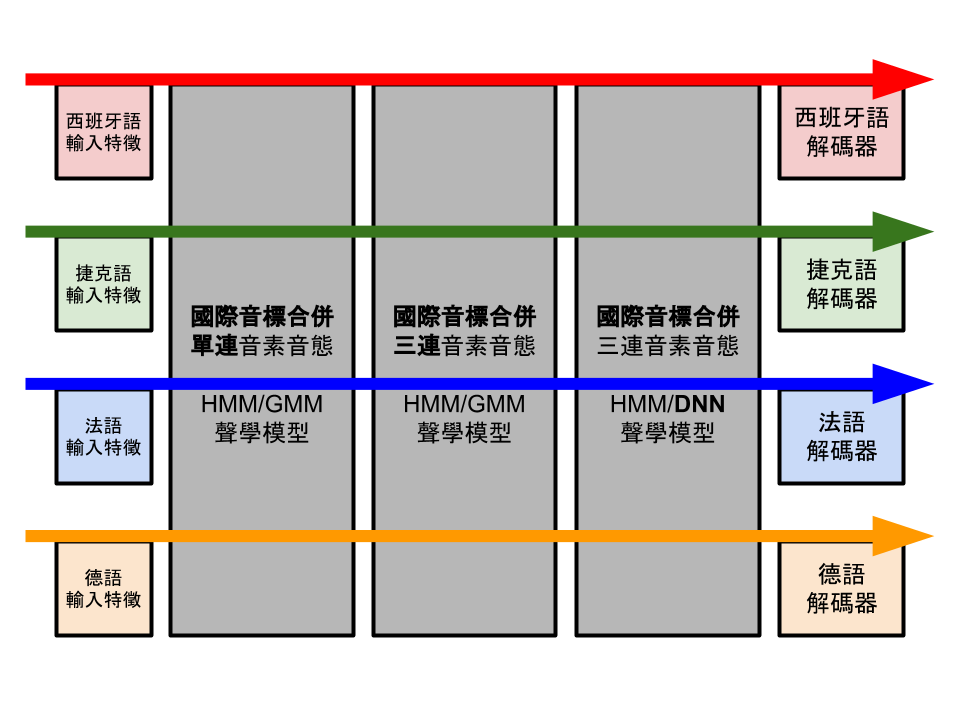 西班牙語
輸入特徵
西班牙語
解碼器
捷克語
輸入特徵
捷克語
解碼器
國際音標合併
單連音素音態
HMM/GMM
聲學模型
國際音標合併
三連音素音態
HMM/GMM
聲學模型
國際音標合併
三連音素音態
HMM/DNN
聲學模型
法語
輸入特徵
法語
解碼器
德語
輸入特徵
德語
解碼器